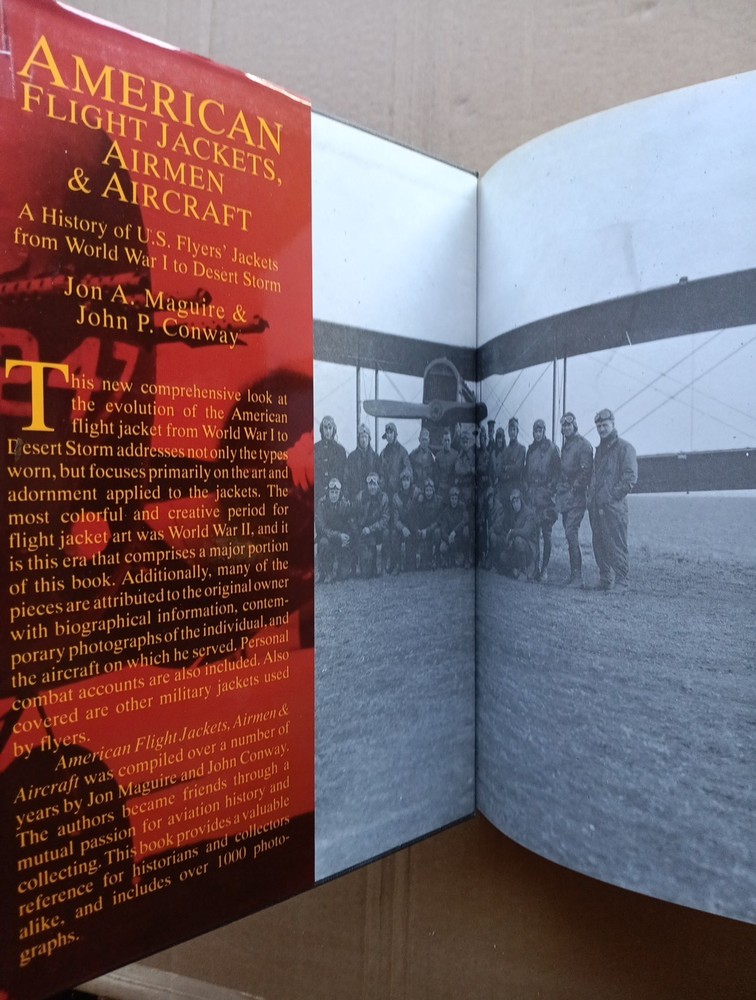 AMERICAN
FLIGHT JACKETS,
AIRMEN
& AIRCRAFT
A History of U.S. Flyers' Jackets
from World War I to Desert Storm
Jon A. Maguire &
John P. Conway
This new comprehensive look at
the evolution of the American
flight jacket from World War I to
Desert Storm addresses not only the types
worn, but focuses primarily on the art and
adornment applied to the jackets. The
most colorful and creative period for
flight jacket art was World War II, and it
is this era that comprises a major portion
of this book. Additionally, many of the
pieces are attributed to the original owner
with biographical information, contem-
porary photographs of the individual, and
the aircraft on which he served. Personal
combat accounts are also included. Also
covered are other military jackets used
by flyers.
American Flight Jackets, Airmen &
Aircraft was compiled over a number of
years by Jon Maguire and John Conway.
The authors became friends through a
mutual passion for aviation history and
collecting. This book provides a valuable
reference for historians and collectors
alike, and includes over 1000 photo-
graphs.
47